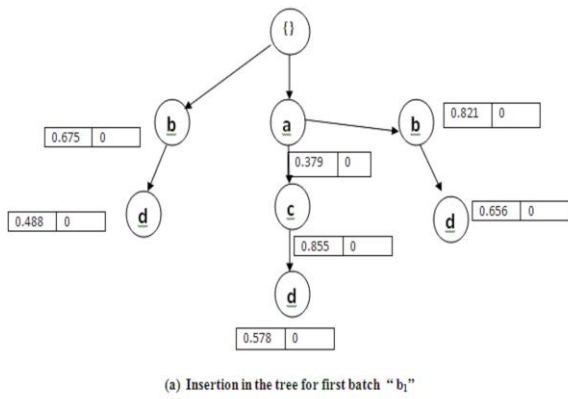 {}
b
a
b
0.821 0
0.675 0
0.379 0
d
c
d
0.656 0
0.488 0
0.855 0
d
0.578 0
(a) Insertion in the tree for first batch “ b₁”